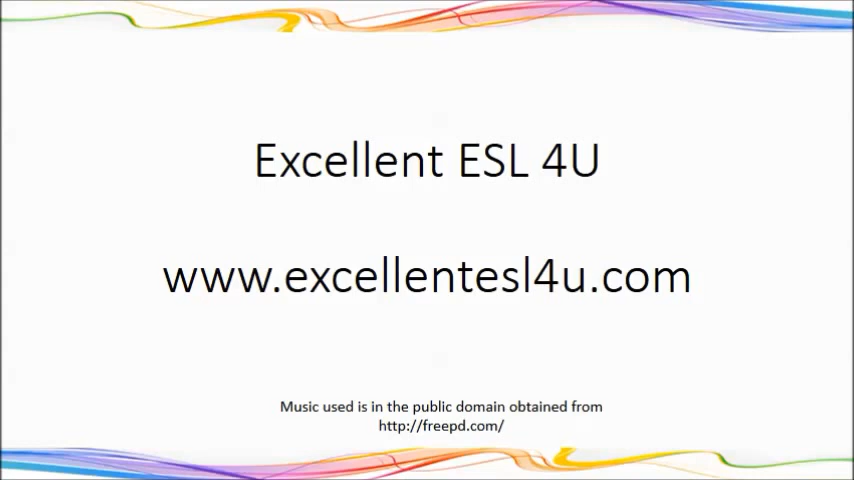 Excellent ESL 4U
www.excellentesl4u.com
Music used is in the public domain obtained from
http://freepd.com/